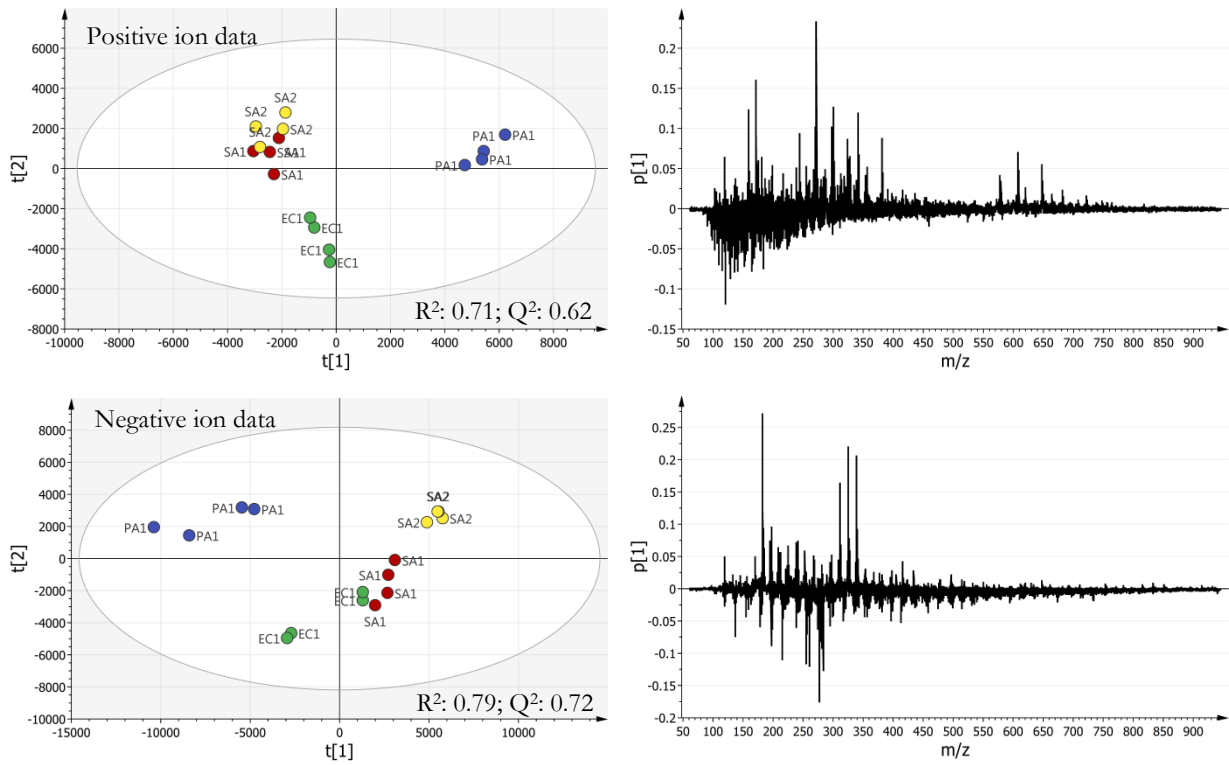 Positive ion data
t[2]
6000
4000
2000
0
-2000
-4000
-6000
-8000
SA2
SA2
SA2
SA2
SA1
SA1
SA1
SA1
PA1
PA1
PA1
PA1
EC1
EC1
EC1
EC1
R²: 0.71; Q²: 0.62
-10000 -8000 -6000 -4000 -2000 0 2000 4000 6000 8000
t[1]
p[1]
0.2
0.15
0.1
0.05
0
-0.05
-0.1
-0.15
50 100 150 200 250 300 350 400 450 500 550 600 650 700 750 800 850 900
m/z
Negative ion data
t[2]
8000
6000
4000
2000
0
-2000
-4000
-6000
-8000
-10000
PA1
PA1
PA1
PA1
SA2
SA2
SA2
SA1
SA1
SA1
SA1
EC1
EC1
EC1
EC1
R²: 0.79; Q²: 0.72
-15000 -10000 -5000 0 5000 10000
t[1]
p[1]
0.25
0.2
0.15
0.1
0.05
0
-0.05
-0.1
-0.15
-0.2
50 100 150 200 250 300 350 400 450 500 550 600 650 700 750 800 850 900
m/z